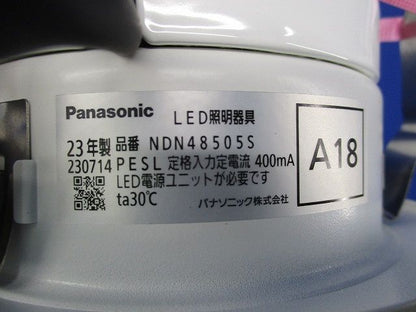 Panasonic LED照明器具
23年製 品番 NDN48505S
230714 PESL 定格入力定電流 400mA
LED電源ユニットが必要です
ta30℃ パナソニック株式会社
A18